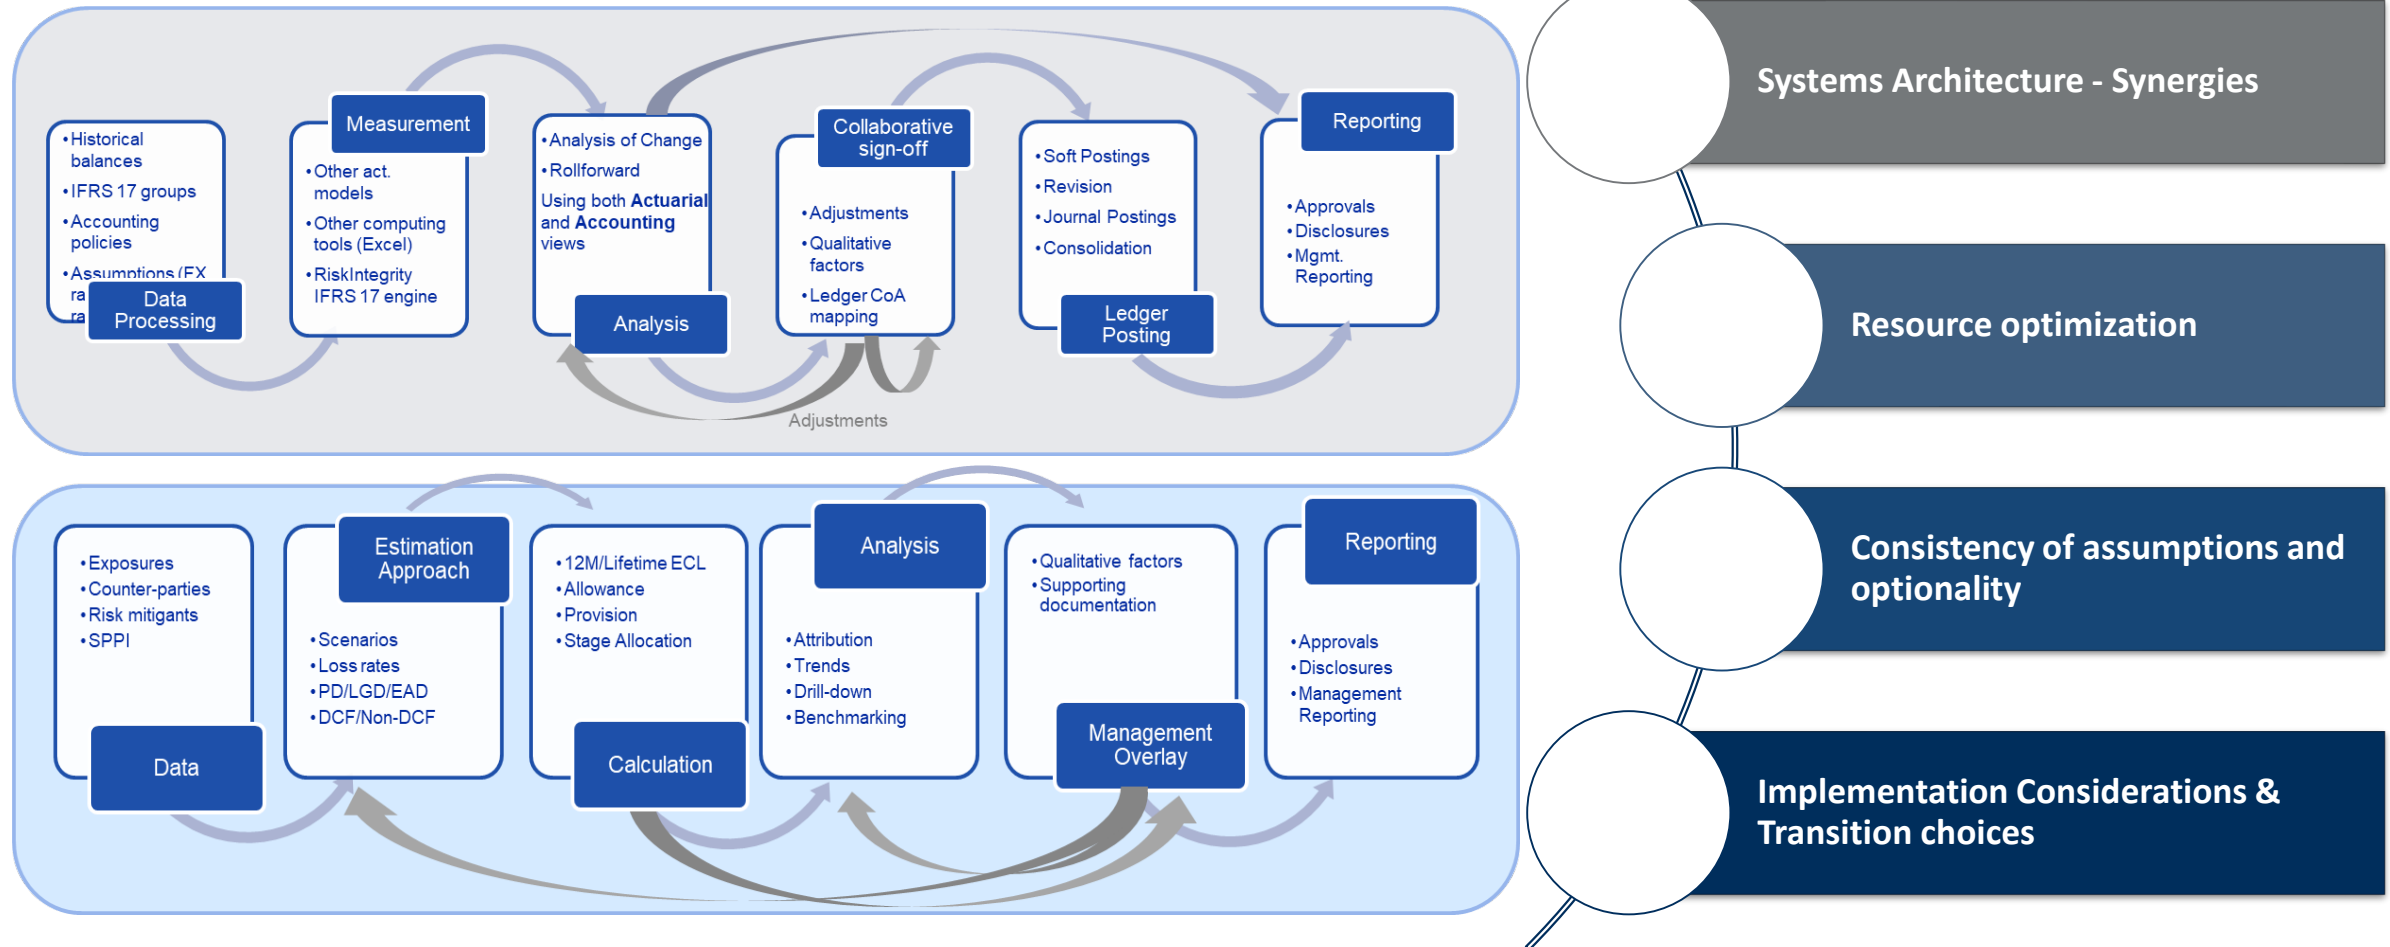 •Historical
balances
•IFRS 17 groups
•Accounting
policies
•Assumptions (FX
ra
ra
Data
Processing
Measurement
•Other act.
models
•Other computing
tools (Excel)
•RiskIntegrity
IFRS 17 engine
•Analysis of Change
•Rollforward
Using both Actuarial
and Accounting
views
Analysis
Collaborative
sign-off
•Adjustments
•Qualitative
factors
•Ledger CoA
mapping
Adjustments
•Soft Postings
•Revision
•Journal Postings
•Consolidation
Ledger
Posting
Reporting
•Approvals
•Disclosures
•Mgmt.
Reporting
•Exposures
•Counter-parties
•Risk mitigants
•SPPI
Data
Estimation
Approach
•Scenarios
•Loss rates
•PD/LGD/EAD
•DCF/Non-DCF
•12M/Lifetime ECL
•Allowance
•Provision
•Stage Allocation
Calculation
Analysis
•Attribution
•Trends
•Drill-down
•Benchmarking
•Qualitative factors
•Supporting
documentation
Management
Overlay
Reporting
•Approvals
•Disclosures
•Management
Reporting
Systems Architecture - Synergies
Resource optimization
Consistency of assumptions and
optionality
Implementation Considerations &
Transition choices